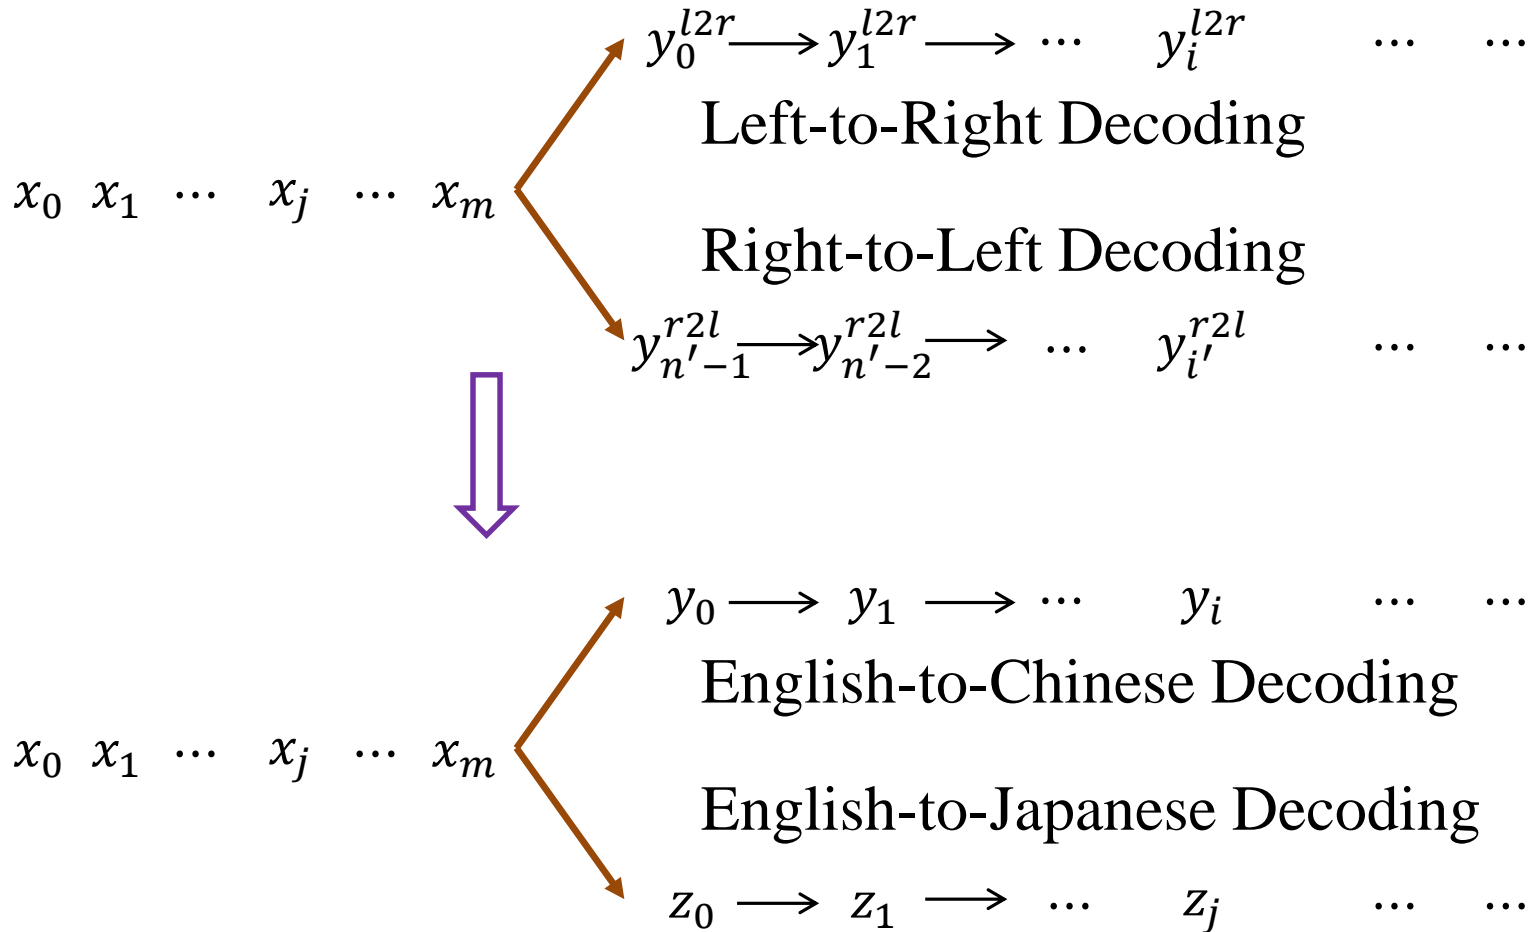 y_0^{l2r} → y_1^{l2r} → ⋯ y_i^{l2r} ⋯ ⋯
Left-to-Right Decoding
x_0 x_1 ⋯ x_j ⋯ x_m
Right-to-Left Decoding
y_{n'-1}^{r2l} → y_{n'-2}^{r2l} → ⋯ y_{i'}^{r2l} ⋯ ⋯
y_0 → y_1 → ⋯ y_i ⋯ ⋯
English-to-Chinese Decoding
x_0 x_1 ⋯ x_j ⋯ x_m
English-to-Japanese Decoding
z_0 → z_1 → ⋯ z_j ⋯ ⋯